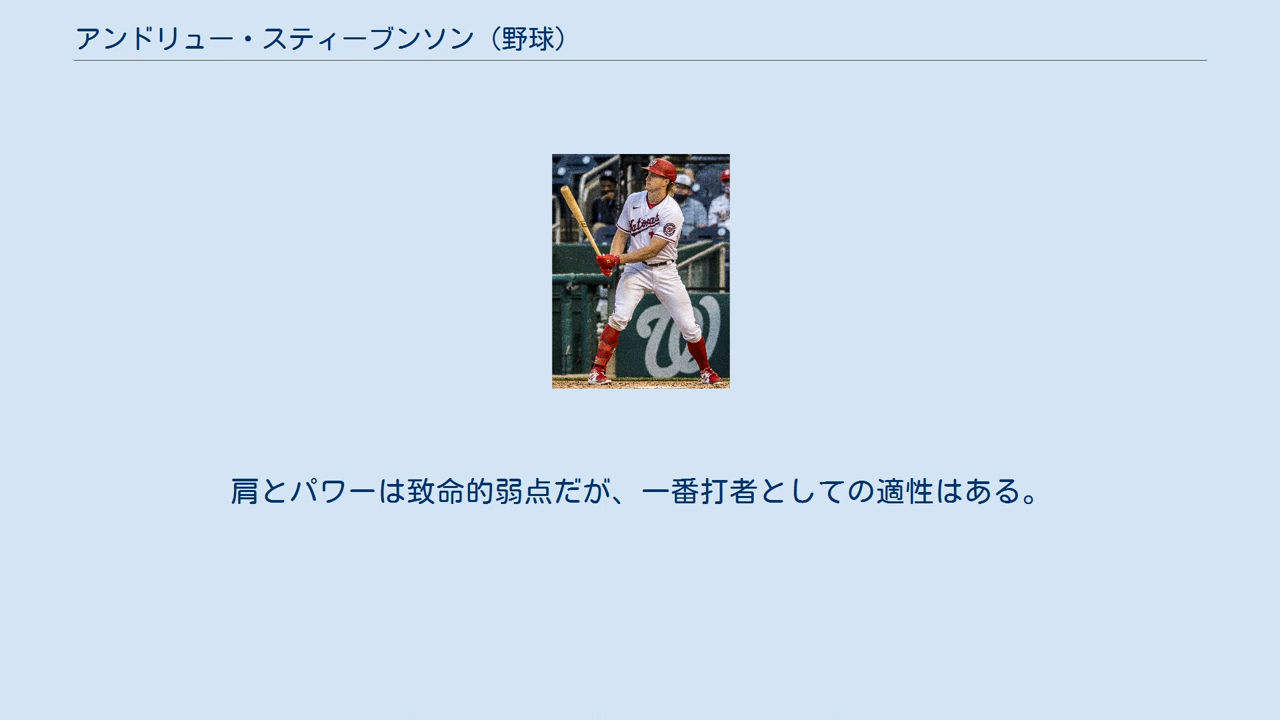 アンドリュー・スティーブンソン（野球）
Nationals
W
肩とパワーは致命的弱点だが、一番打者としての適性はある。